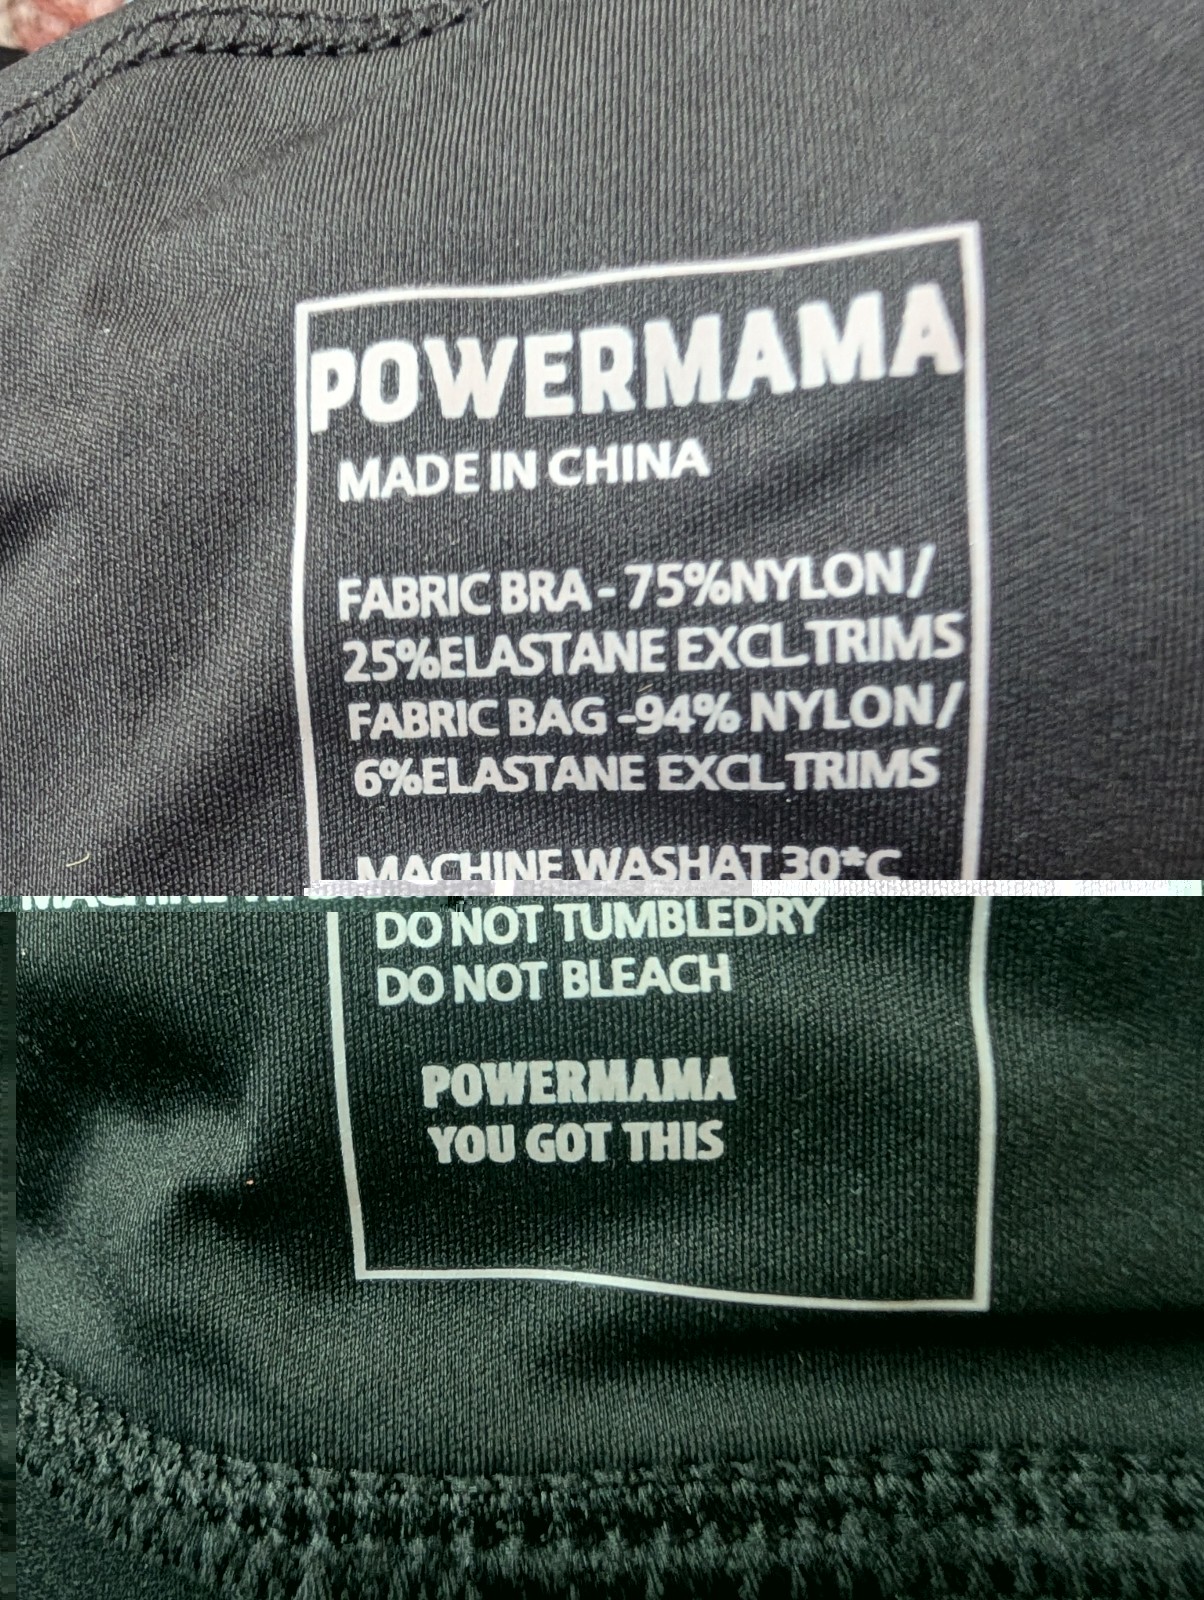 POWERMAMA
MADE IN CHINA
FABRIC BRA - 75%NYLON/
25%ELASTANE EXCL.TRIMS
FABRIC BAG -94% NYLON/
6%ELASTANE EXCL.TRIMS
MACHINE WASHAT 30*C
DO NOT TUMBLEDRY
DO NOT BLEACH
POWERMAMA
YOU GOT THIS